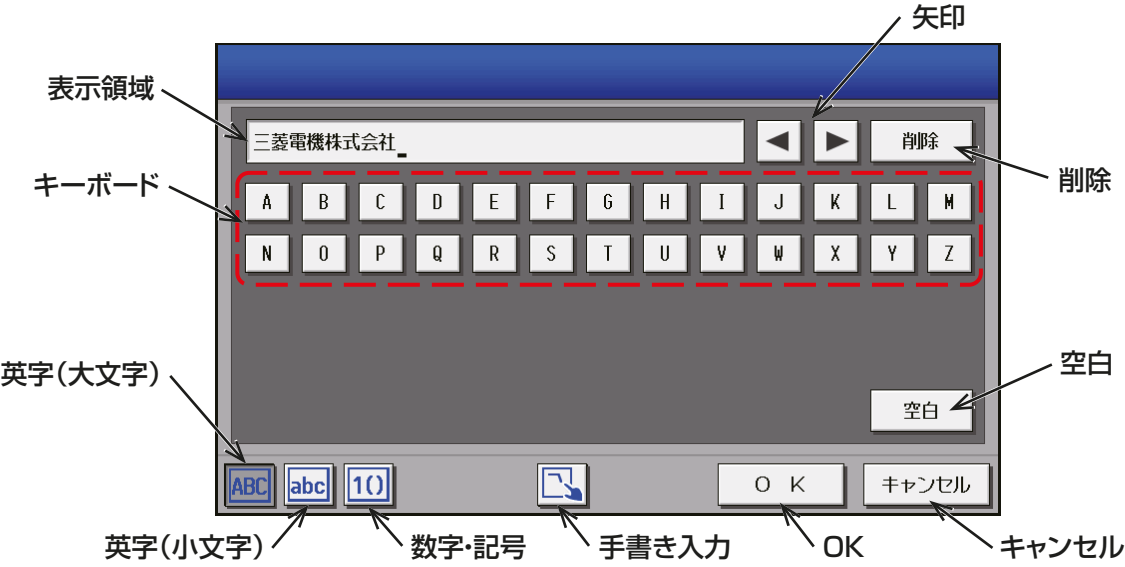 矢印
表示領域
三菱電機株式会社_
◀ ▶ 削除
削除
キーボード
A B C D E F G H I J K L M
N O P Q R S T U V W X Y Z
英字(大文字)
空白
空白
ABC abc 1() O K キャンセル
英字(小文字) 数字・記号 手書き入力 OK キャンセル